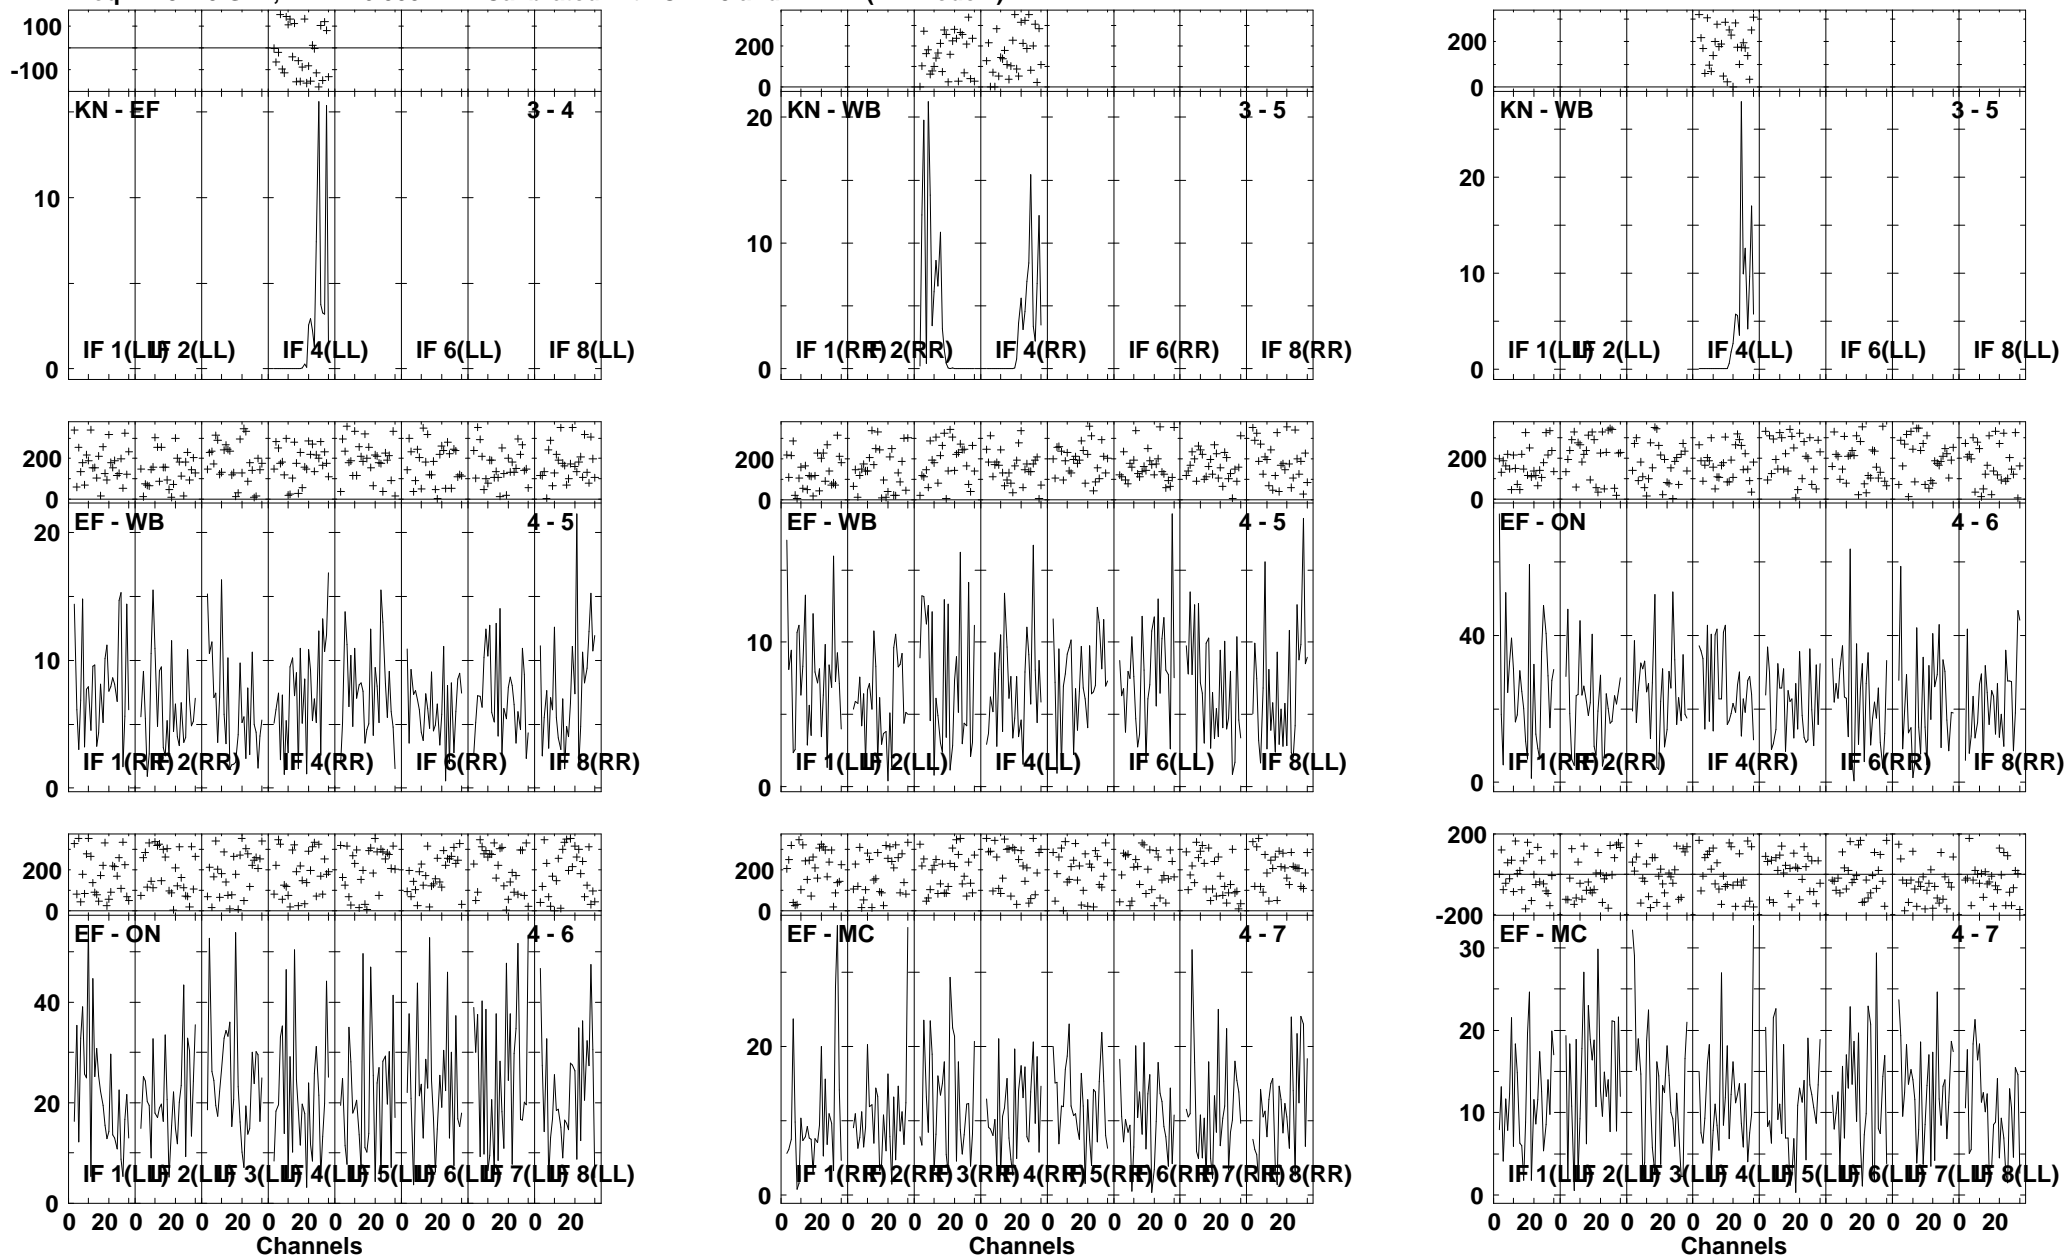 100
-100
KN - EF 3 - 4
10
0
IF 1(LL) IF 2(LL) IF 4(LL) IF 6(LL) IF 8(LL)
200
0
KN - WB 3 - 5
20
10
0
IF 1(RR) IF 2(RR) IF 4(RR) IF 6(RR) IF 8(RR)
200
0
KN - WB 3 - 5
20
10
0
IF 1(LL) IF 2(LL) IF 4(LL) IF 6(LL) IF 8(LL)
200
0
EF - WB 4 - 5
20
10
0
IF 1(RR) IF 2(RR) IF 4(RR) IF 6(RR) IF 8(RR)
200
0
EF - WB 4 - 5
10
0
IF 1(LL) IF 2(LL) IF 4(LL) IF 6(LL) IF 8(LL)
200
0
EF - ON 4 - 6
40
0
IF 1(RR) IF 2(RR) IF 4(RR) IF 6(RR) IF 8(RR)
200
0
EF - ON 4 - 6
40
20
0
IF 1(LL) IF 2(LL) IF 3(LL) IF 4(LL) IF 5(LL) IF 6(LL) IF 7(LL) IF 8(LL)
0 20 0 20 0 20 0 20 0 20 0 20 0 20 0 20
Channels
200
0
EF - MC 4 - 7
20
0
IF 1(RR) IF 2(RR) IF 3(RR) IF 4(RR) IF 5(RR) IF 6(RR) IF 7(RR) IF 8(RR)
0 20 0 20 0 20 0 20 0 20 0 20 0 20 0 20
Channels
200
-200
EF - MC 4 - 7
30
20
10
0
IF 1(LL) IF 2(LL) IF 3(LL) IF 4(LL) IF 5(LL) IF 6(LL) IF 7(LL) IF 8(LL)
0 20 0 20 0 20 0 20 0 20 0 20 0 20 0 20
Channels